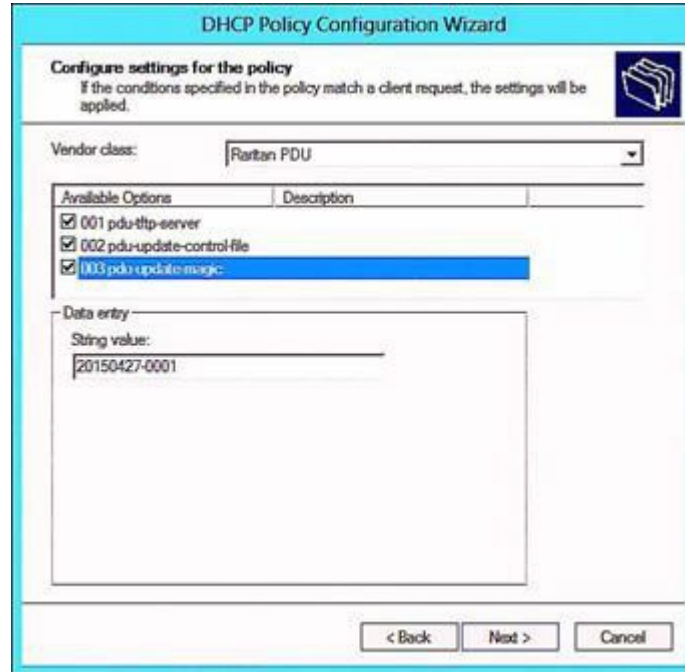 DHCP Policy Configuration Wizard
Configure settings for the policy
If the conditions specified in the policy match a client request, the settings will be
applied.
Vendor class: Raritan PDU
Available Options Description
001 pdu-tftp-server
002 pdu-update-control-file
003 pdu-update-magic
Data entry
String value:
20150427-0001
< Back Next > Cancel